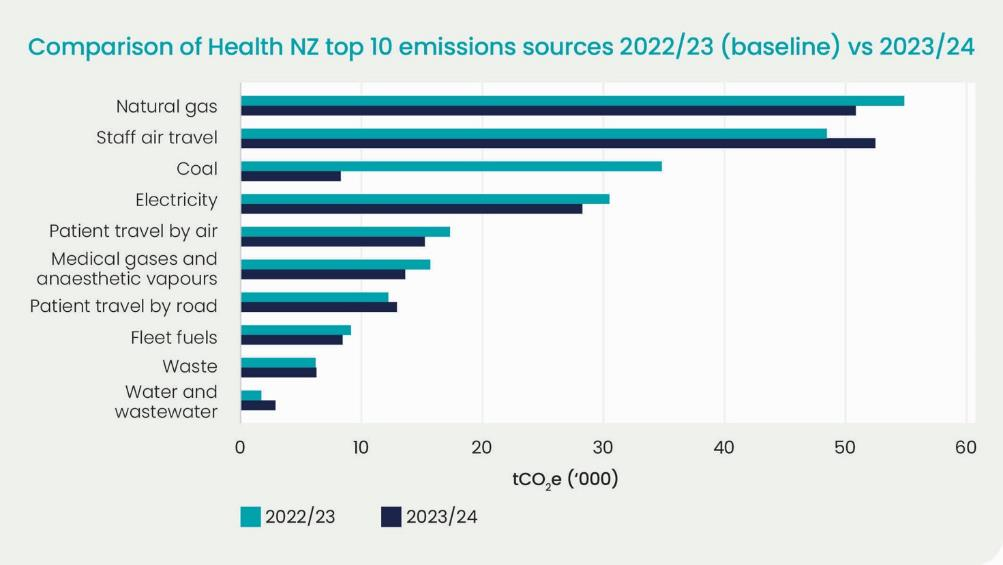 Comparison of Health NZ top 10 emissions sources 2022/23 (baseline) vs 2023/24
Natural gas
Staff air travel
Coal
Electricity
Patient travel by air
Medical gases and
anaesthetic vapours
Patient travel by road
Fleet fuels
Waste
Water and
wastewater
0 10 20 30 40 50 60
tCO₂e (‘000)
2022/23 2023/24